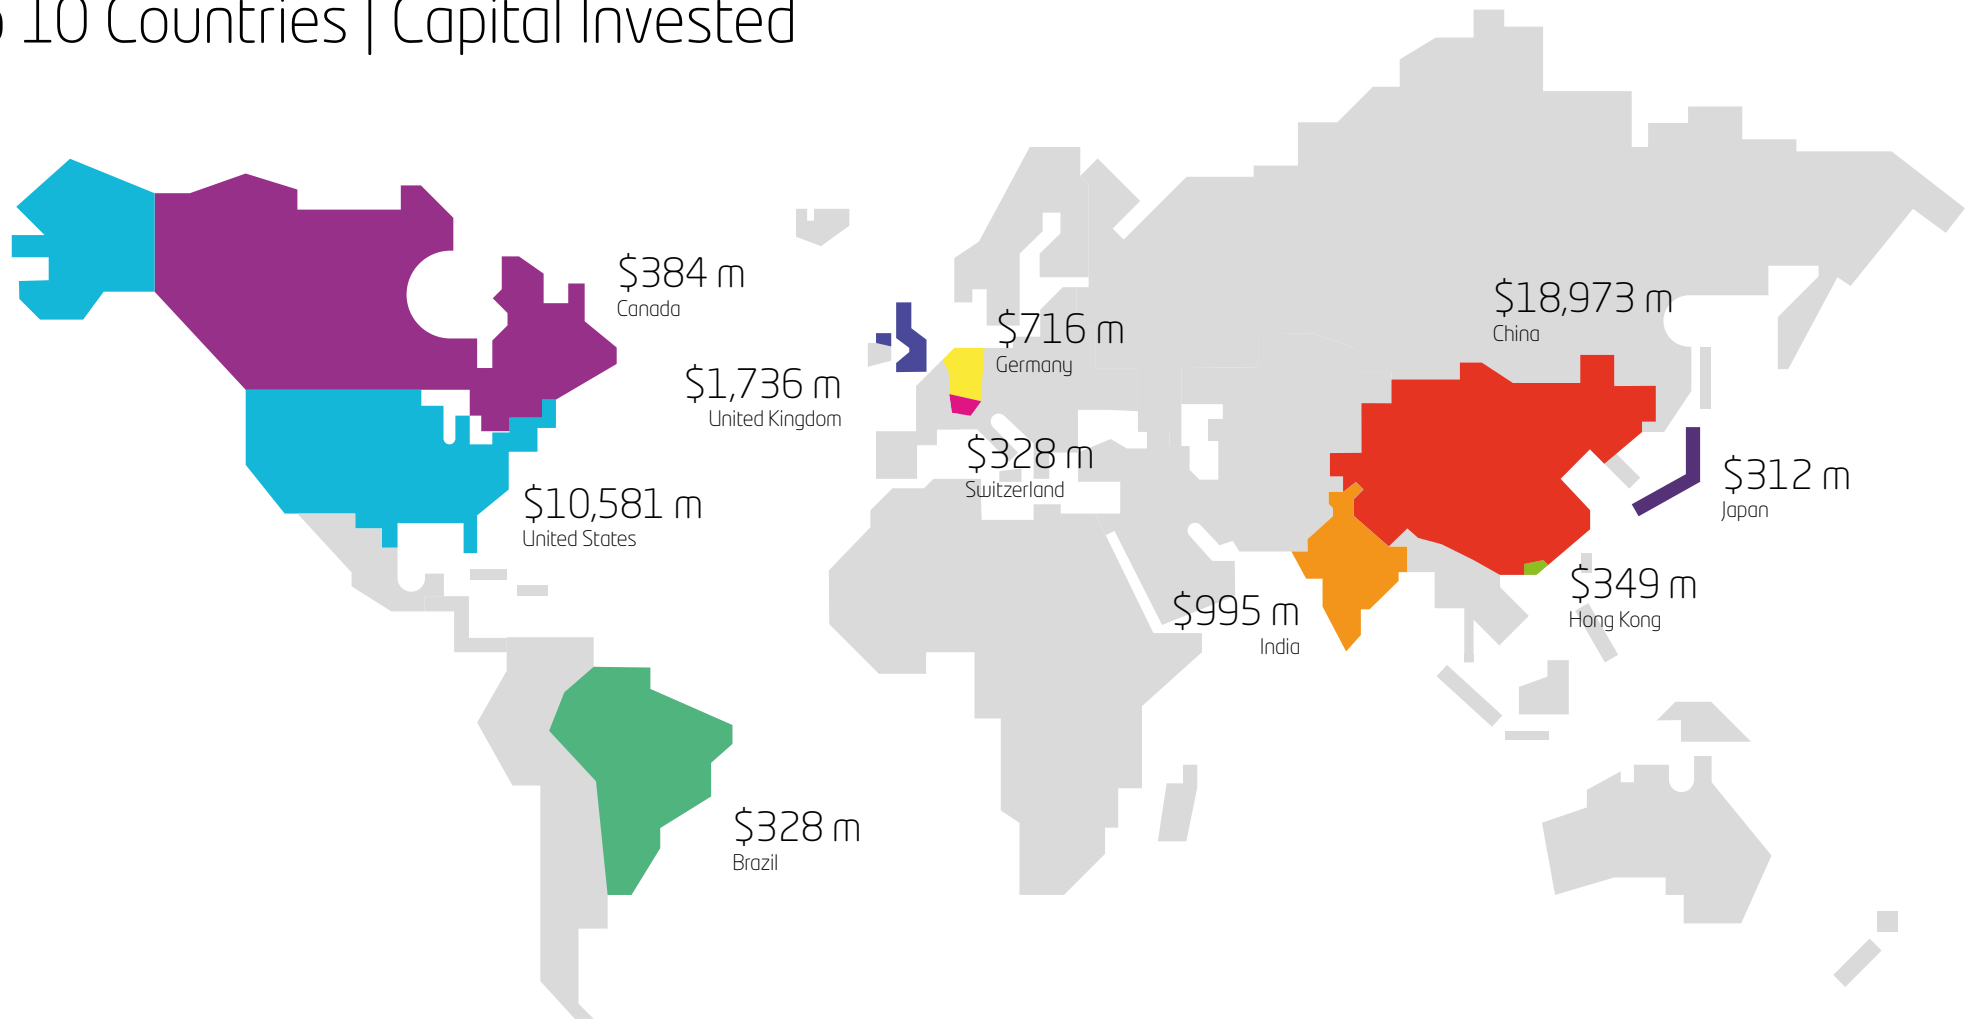 10 Countries | Capital Invested
$384 m
Canada
$18,973 m
China
$716 m
Germany
$1,736 m
United Kingdom
$328 m
Switzerland
$312 m
Japan
$10,581 m
United States
$349 m
Hong Kong
$995 m
India
$328 m
Brazil